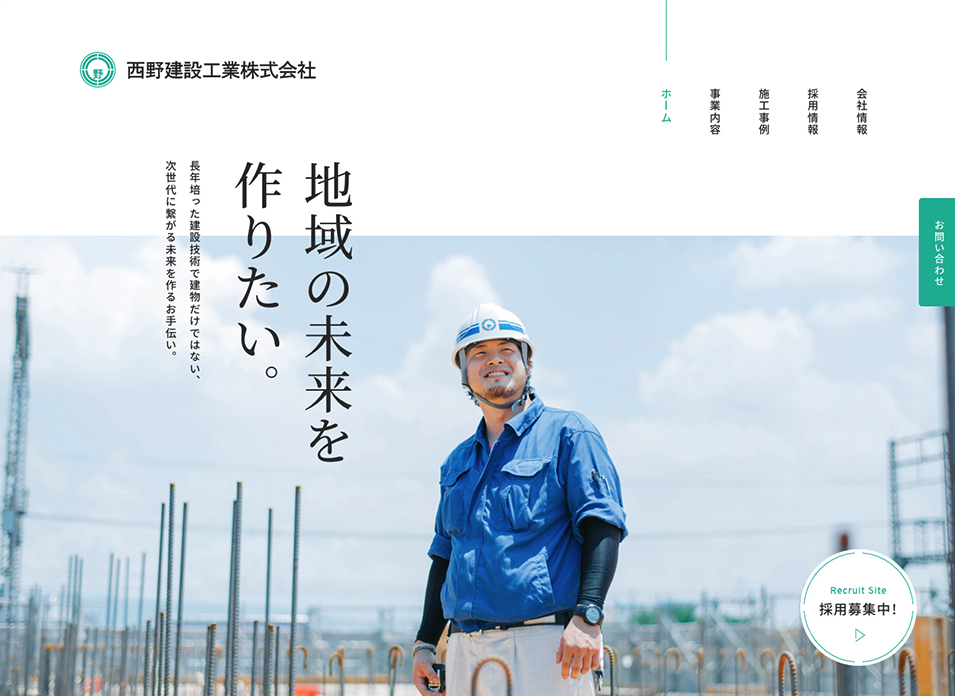 野
西野建設工業株式会社
ホーム
事業内容
施工事例
採用情報
会社情報
お問い合わせ
地域の未来を
作りたい。
長年培った建設技術で建物だけではない、
次世代に繋がる未来を作るお手伝い。
Recruit Site
採用募集中!